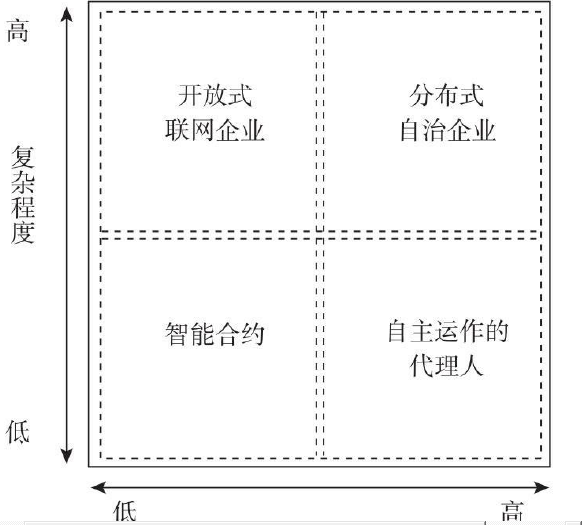 高
开放式
联网企业
分布式
自治企业
复杂程度
智能合约
自主运作的
代理人
低
低
高